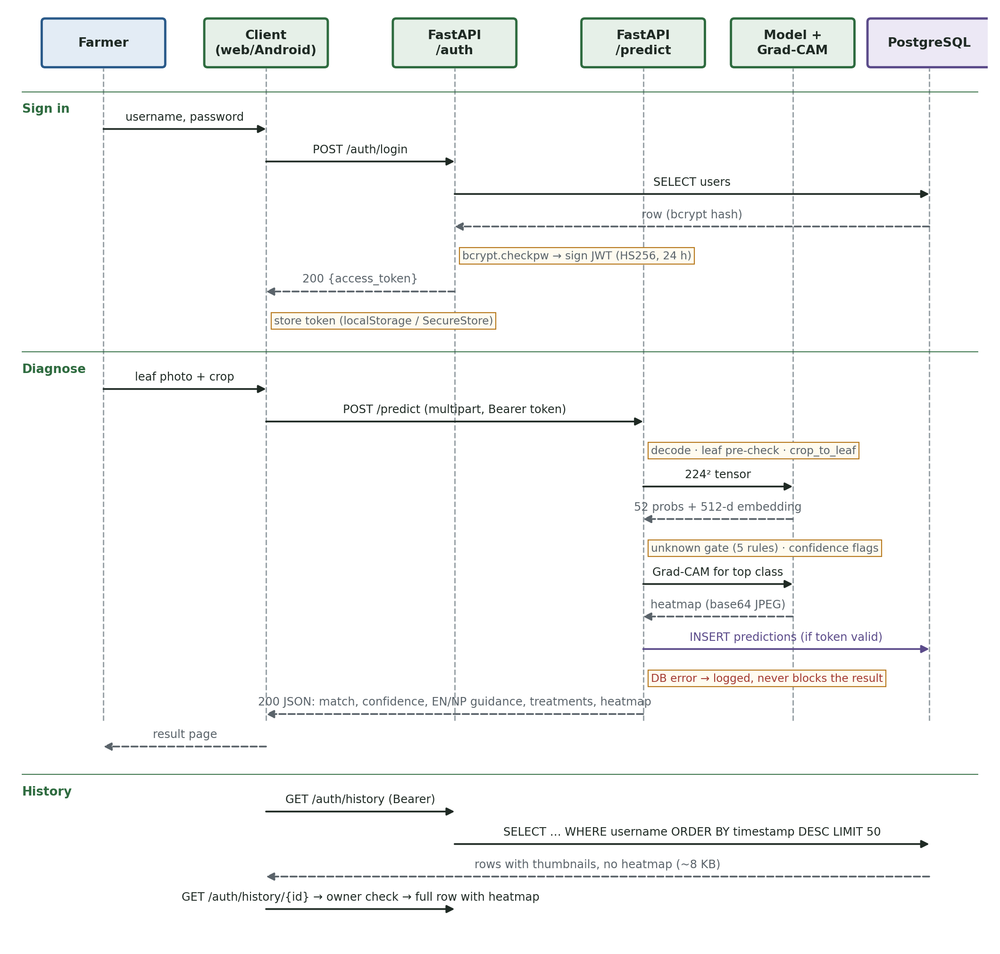 Farmer
Client
(web/Android)
FastAPI
/auth
FastAPI
/predict
Model +
Grad-CAM
PostgreSQL
Sign in
username, password
POST /auth/login
SELECT users
row (bcrypt hash)
bcrypt.checkpw → sign JWT (HS256, 24 h)
200 {access_token}
store token (localStorage / SecureStore)
Diagnose
leaf photo + crop
POST /predict (multipart, Bearer token)
decode · leaf pre-check · crop_to_leaf
224² tensor
52 probs + 512-d embedding
unknown gate (5 rules) · confidence flags
Grad-CAM for top class
heatmap (base64 JPEG)
INSERT predictions (if token valid)
DB error → logged, never blocks the result
200 JSON: match, confidence, EN/NP guidance, treatments, heatmap
result page
History
GET /auth/history (Bearer)
SELECT … WHERE username ORDER BY timestamp DESC LIMIT 50
rows with thumbnails, no heatmap (~8 KB)
GET /auth/history/{id} → owner check → full row with heatmap